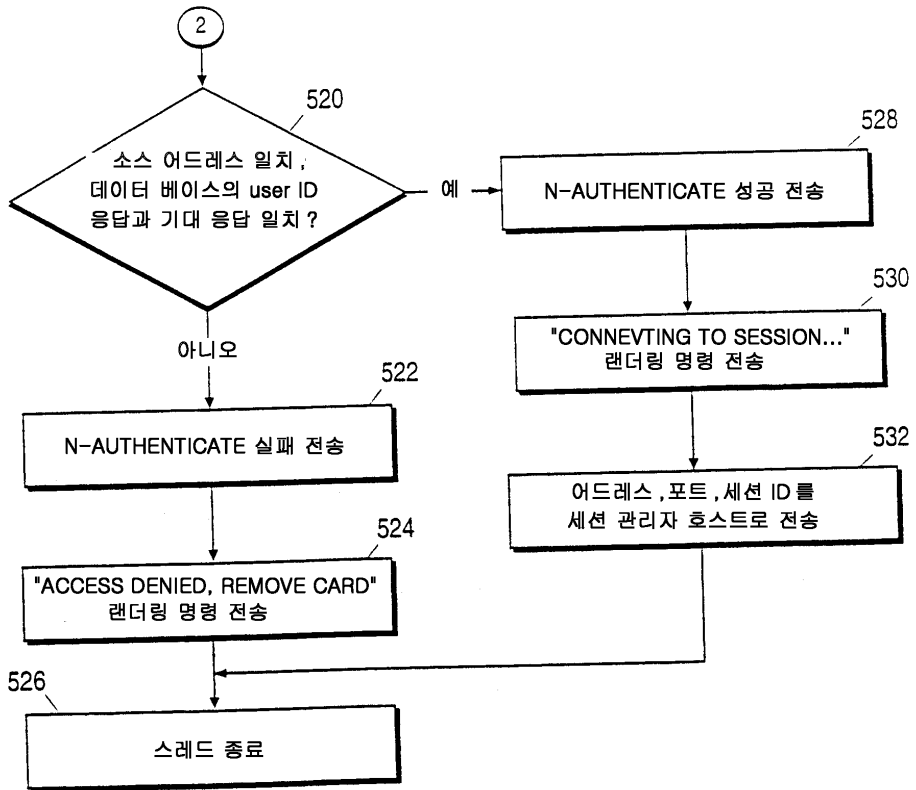 2
520
소스 어드레스 일치,
데이터 베이스의 user ID
응답과 기대 응답 일치?
예
528
N-AUTHENTICATE 성공 전송
530
"CONNEVTING TO SESSION..."
랜더링 명령 전송
아니오
522
N-AUTHENTICATE 실패 전송
532
어드레스,포트,세션 ID를
세션 관리자 호스트로 전송
524
"ACCESS DENIED, REMOVE CARD"
랜더링 명령 전송
526
스레드 종료